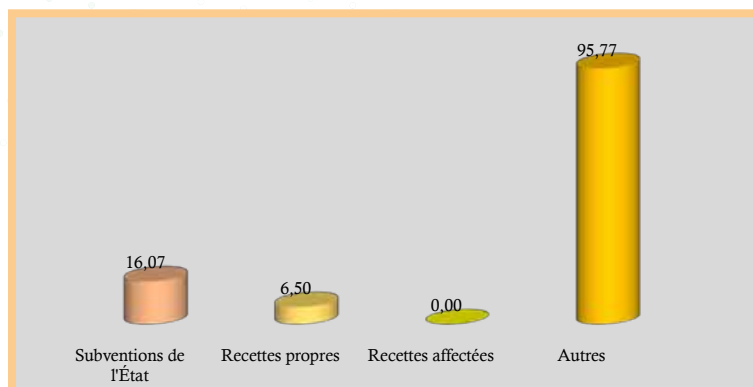 95,77
16,07
6,50
0,00
Subventions de
l'État
Recettes propres
Recettes affectées
Autres